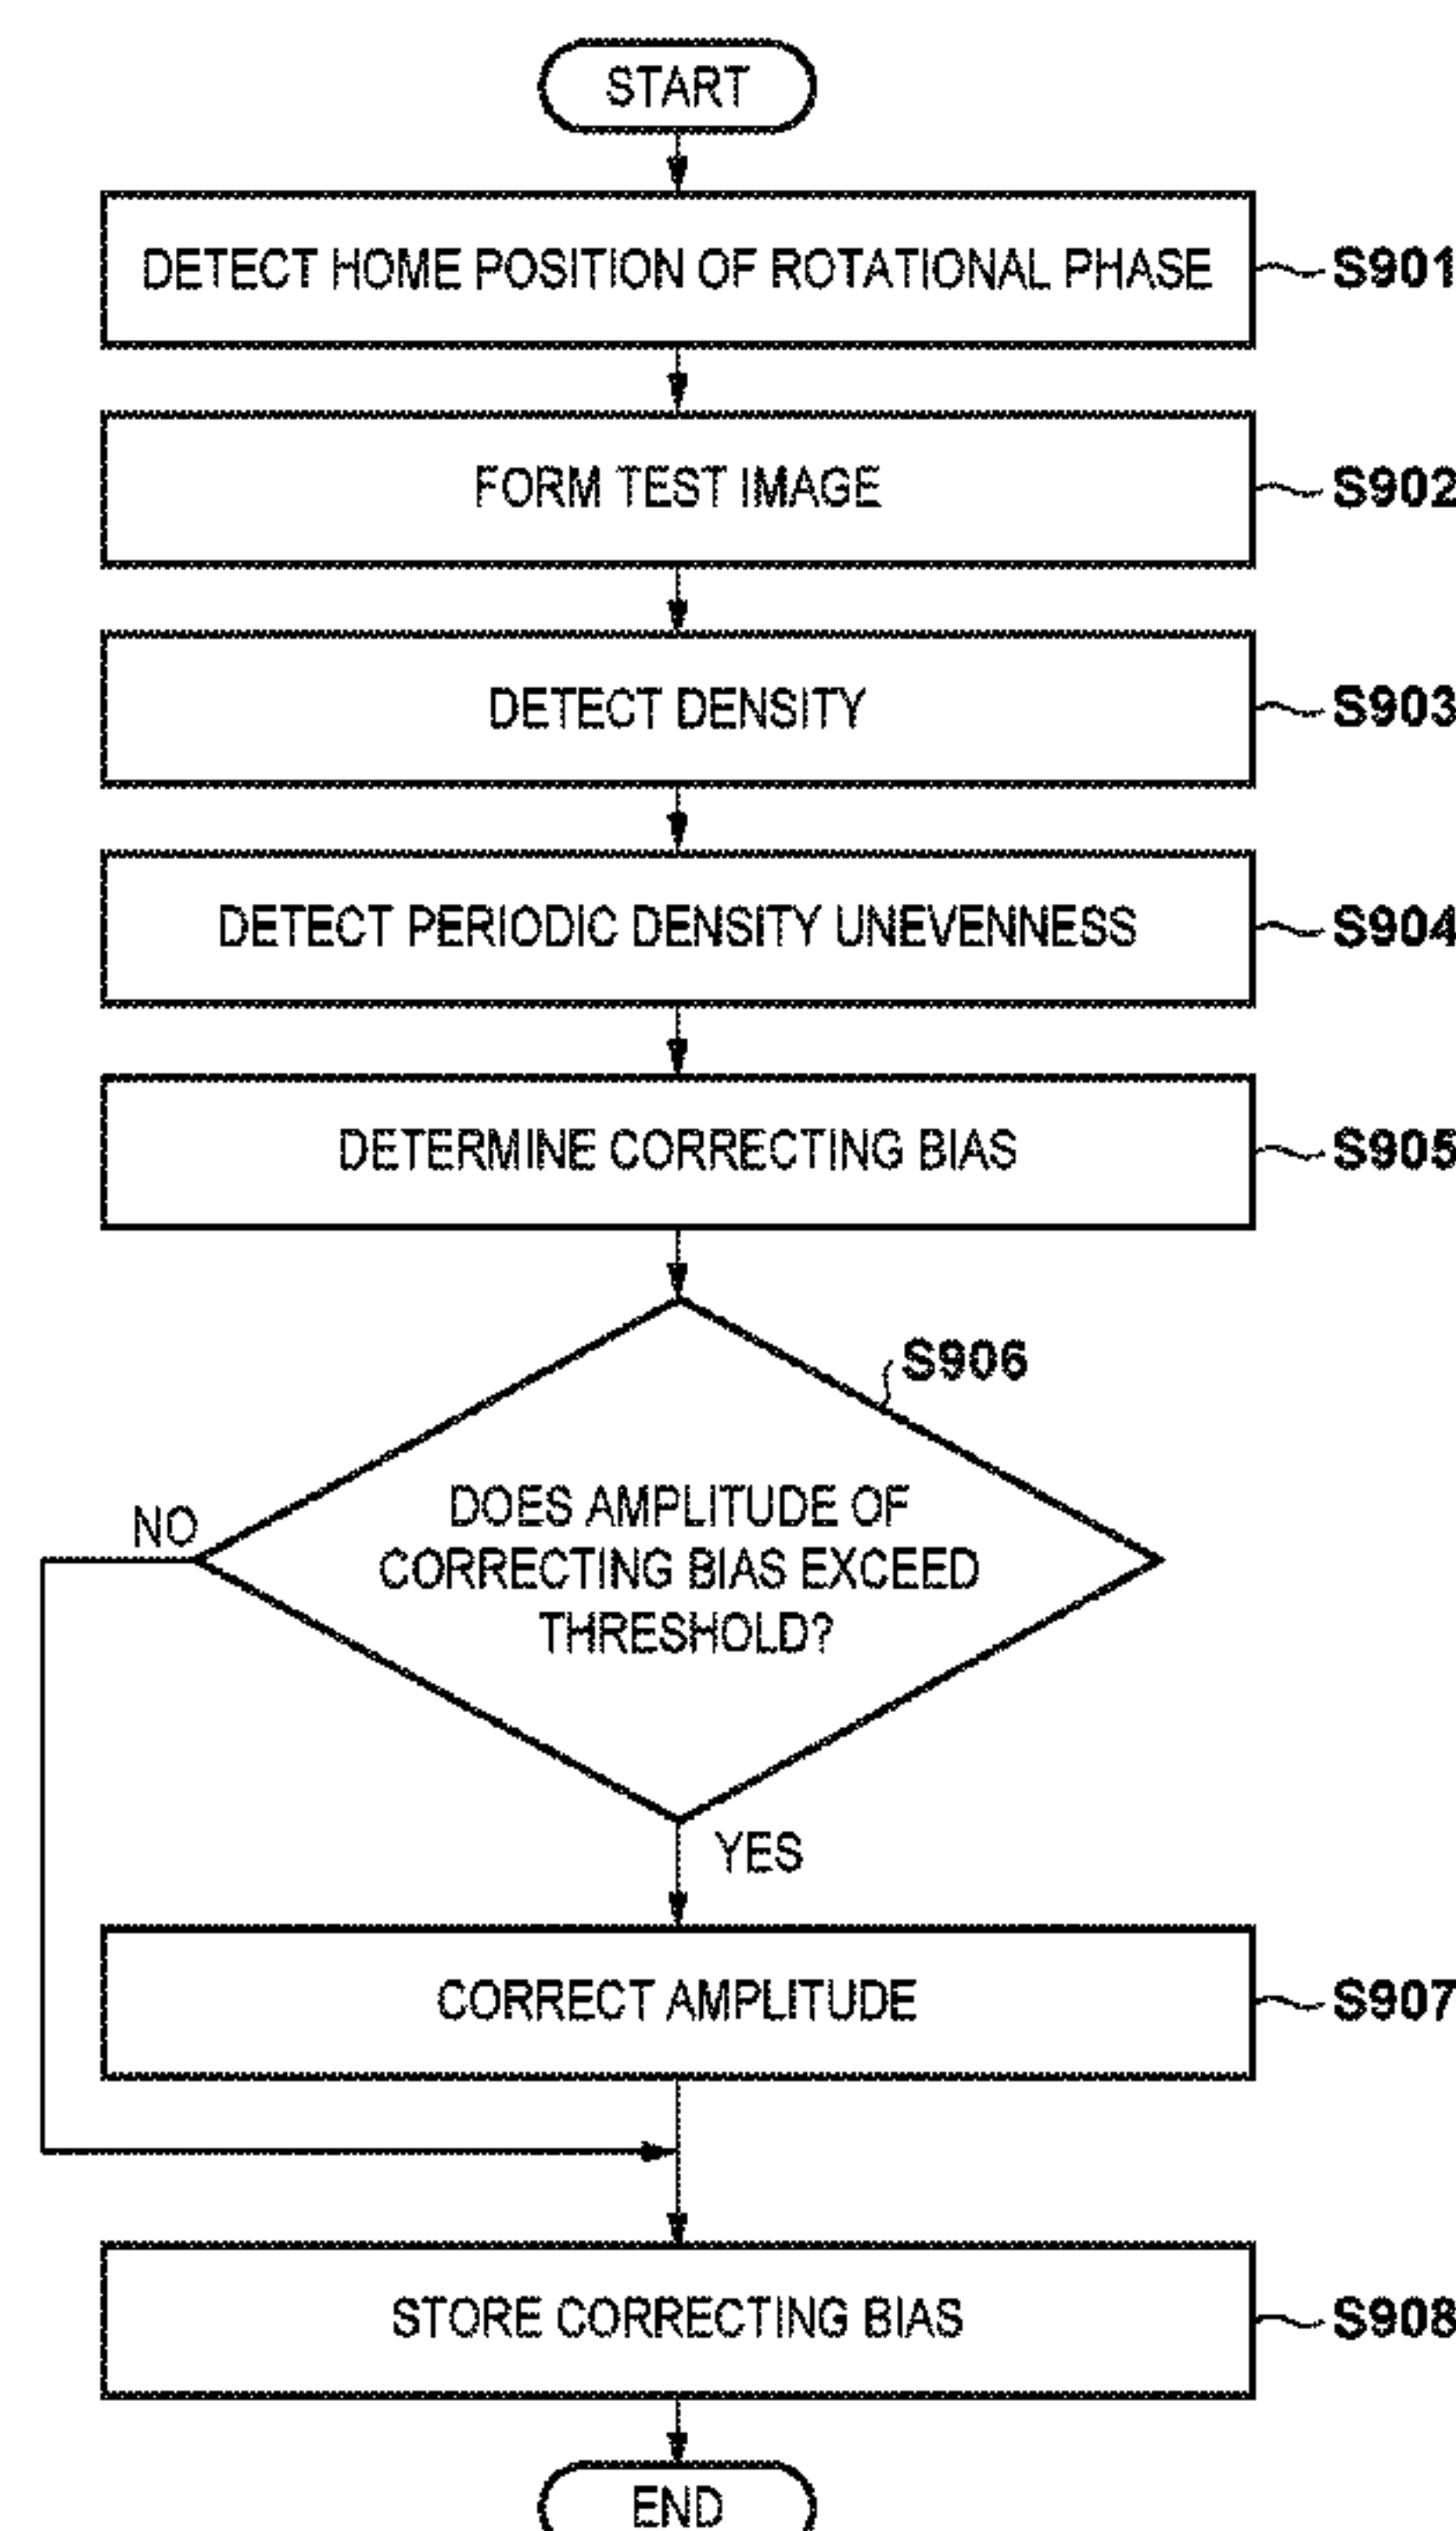 START
DETECT HOME POSITION OF ROTATIONAL PHASE
S901
FORM TEST IMAGE
S902
DETECT DENSITY
S903
DETECT PERIODIC DENSITY UNEVENNESS
S904
DETERMINE CORRECTING BIAS
S905
S906
DOES AMPLITUDE OF
CORRECTING BIAS EXCEED
THRESHOLD?
NO
YES
CORRECT AMPLITUDE
S907
STORE CORRECTING BIAS
S908
END